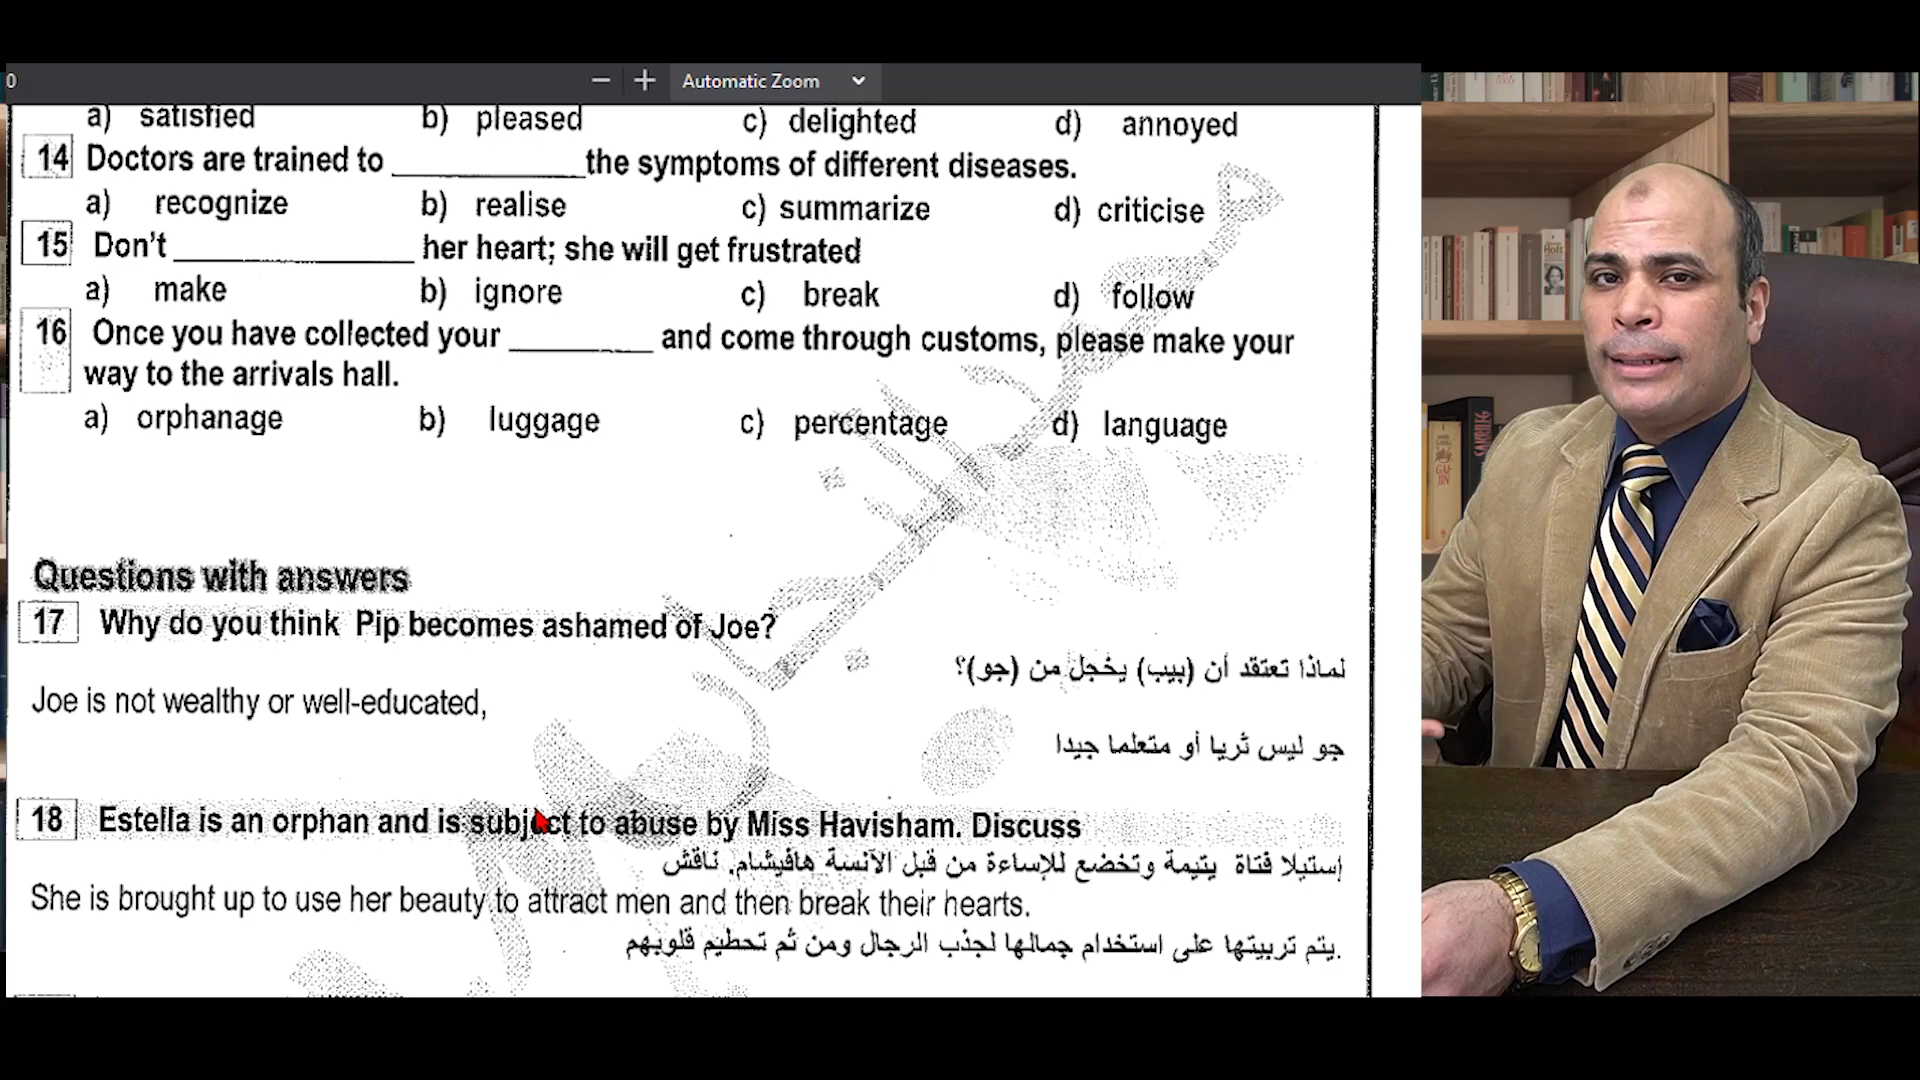 0
− + Automatic Zoom
a) satisfied b) pleased c) delighted d) annoyed
14 Doctors are trained to __________ the symptoms of different diseases.
a) recognize b) realise c) summarize d) criticise
15 Don't __________ her heart; she will get frustrated
a) make b) ignore c) break d) follow
16 Once you have collected your ________ and come through customs, please make your
way to the arrivals hall.
a) orphanage b) luggage c) percentage d) language
Questions with answers
17 Why do you think Pip becomes ashamed of Joe?
لماذا تعتقد أن (بيب) يخجل من (جو)؟
Joe is not wealthy or well-educated,
جو ليس ثريا أو متعلما جيدا
18 Estella is an orphan and is subject to abuse by Miss Havisham. Discuss
إستيلا فتاة يتيمة وتخضع للإساءة من قبل الآنسة هافيشام. ناقش
She is brought up to use her beauty to attract men and then break their hearts.
يتم تربيتها على استخدام جمالها لجذب الرجال ومن ثم تحطيم قلوبهم.